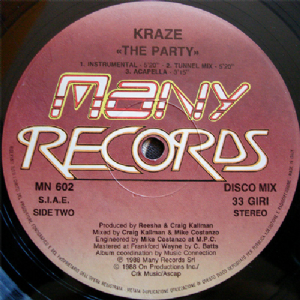 KRAZE
«THE PARTY»
1. INSTRUMENTAL - 5'20" - 2. TUNNEL MIX - 5'20"
3. ACAPELLA - 3'15"
MANY
RECORDS
MN 602
S.I.A.E.
SIDE TWO
DISCO MIX
33 GIRI
STEREO
Produced by Reesha & Craig Kallman
Mixed by Craig Kallman & Mike Costanzo
Engineered by Mike Costanzo at M.P.C.
Mastered at Frankford Wayne by C. Batts
Album coordination by Music Connection
℗ 1988 Many Records Srl
© 1988 On Productions Inc./
Crk Music/Ascap